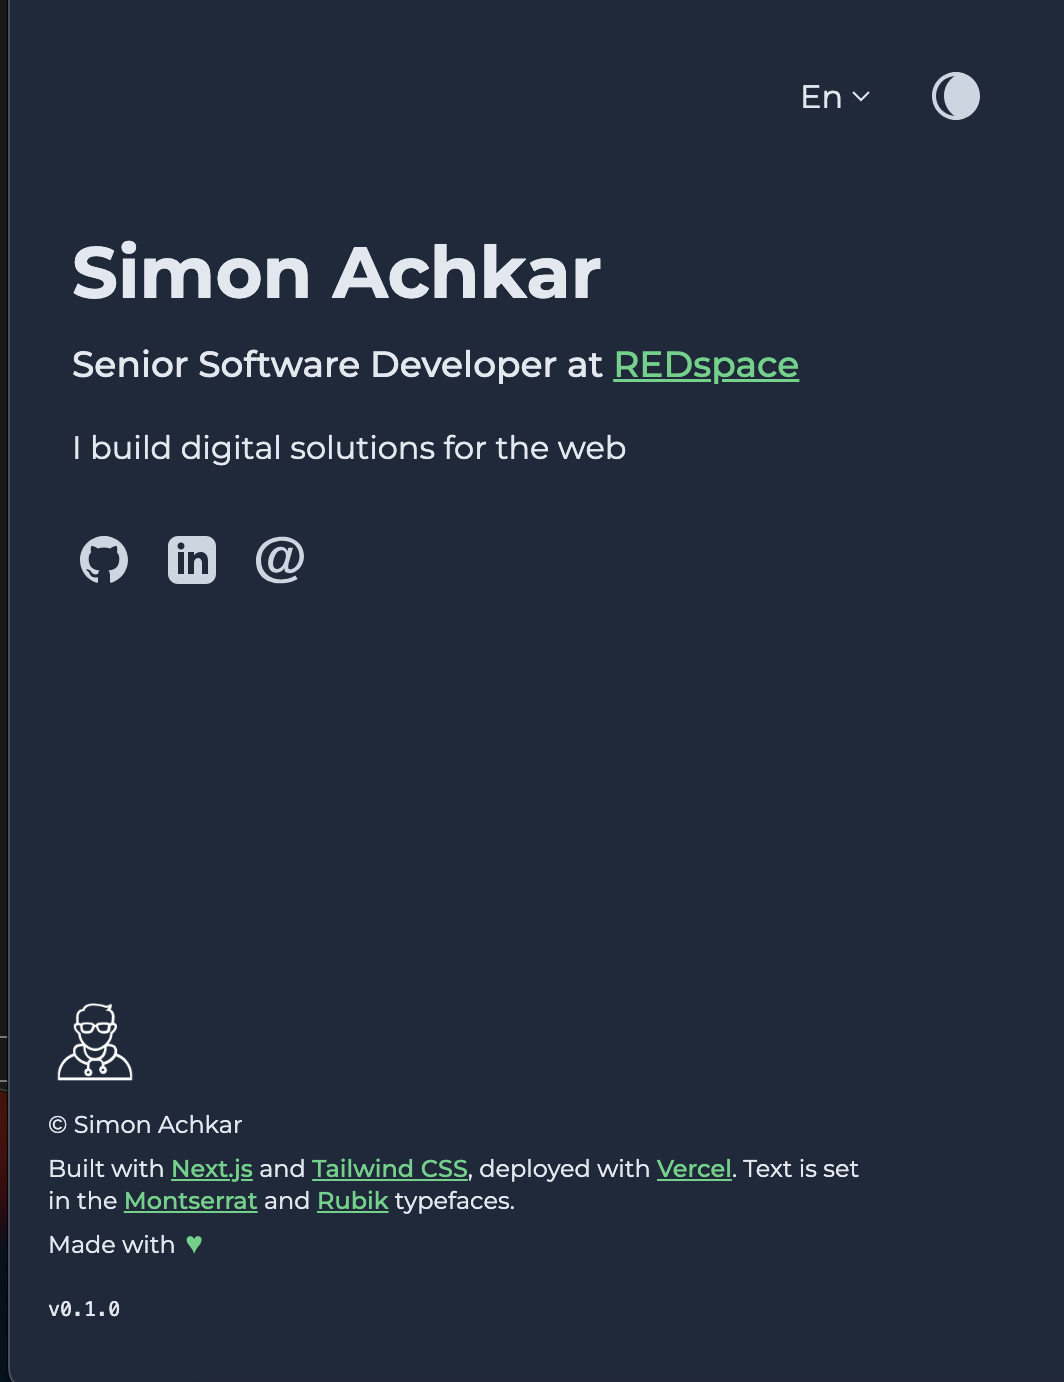 En
Simon Achkar
Senior Software Developer at REDspace
I build digital solutions for the web
in @
© Simon Achkar
Built with Next.js and Tailwind CSS, deployed with Vercel. Text is set
in the Montserrat and Rubik typefaces.
Made with ♥
v0.1.0